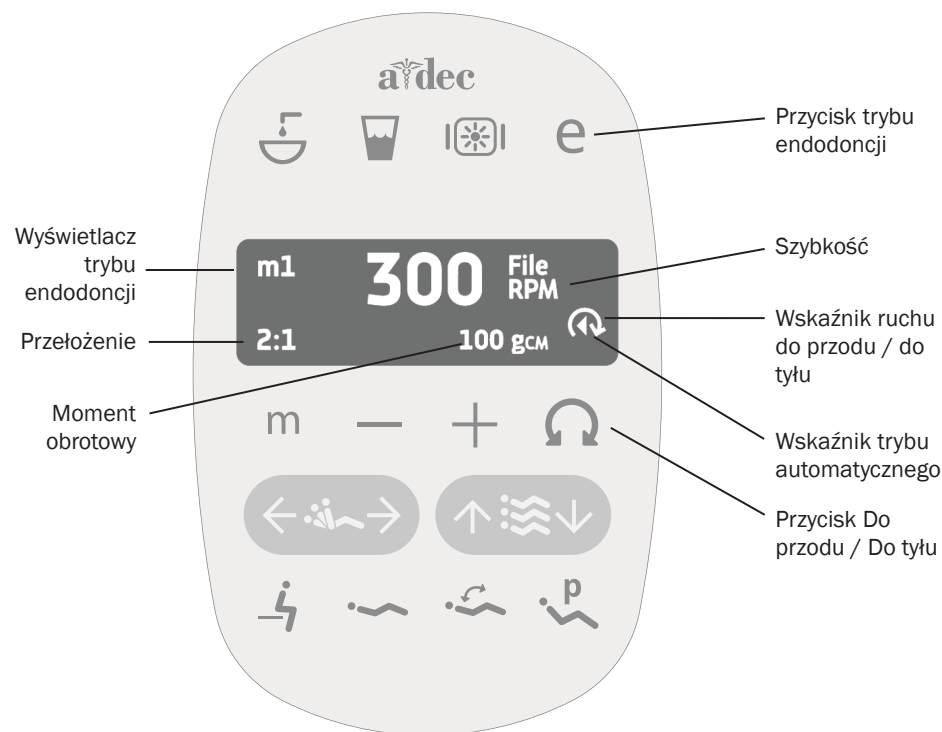 a dec
e
Przycisk trybu
endodoncji
Wyświetlacz
trybu
endodoncji
m1
300
File
RPM
Szybkość
Przełożenie
2:1
100 gCM
Wskaźnik ruchu
do przodu / do
tyłu
Moment
obrotowy
m
Wskaźnik trybu
automatycznego
Przycisk Do
przodu / Do tyłu
p